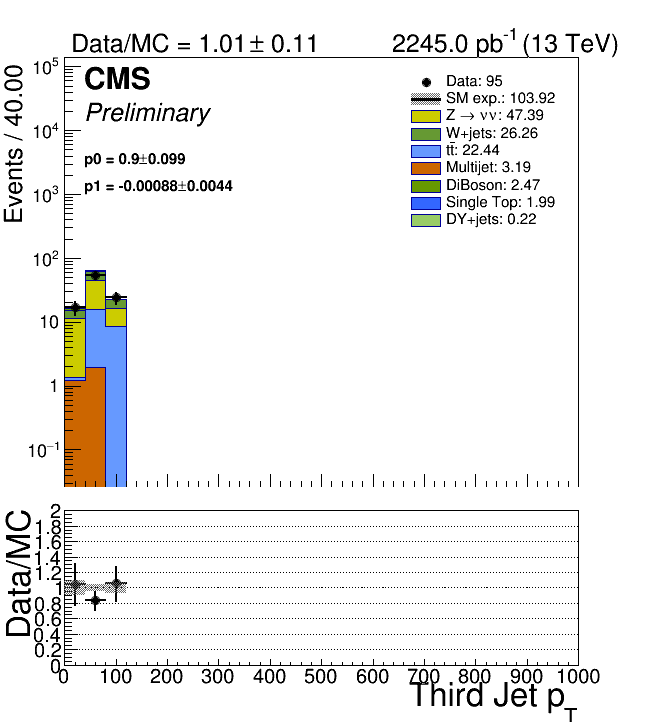 Data/MC = 1.01 ± 0.11 2245.0 pb⁻¹ (13 TeV)
Events / 40.00
10⁵
10⁴
10³
10²
10
1
10⁻¹
CMS
Preliminary
p0 = 0.9±0.099
p1 = -0.00088±0.0044
Data: 95
SM exp.: 103.92
Z → νν: 47.39
W+jets: 26.26
tt̄: 22.44
Multijet: 3.19
DiBoson: 2.47
Single Top: 1.99
DY+jets: 0.22
Data/MC
2
1.8
1.6
1.4
1.2
1
0.8
0.6
0.4
0.2
0
0 100 200 300 400 500 600 700 800 900 1000
Third Jet p_T